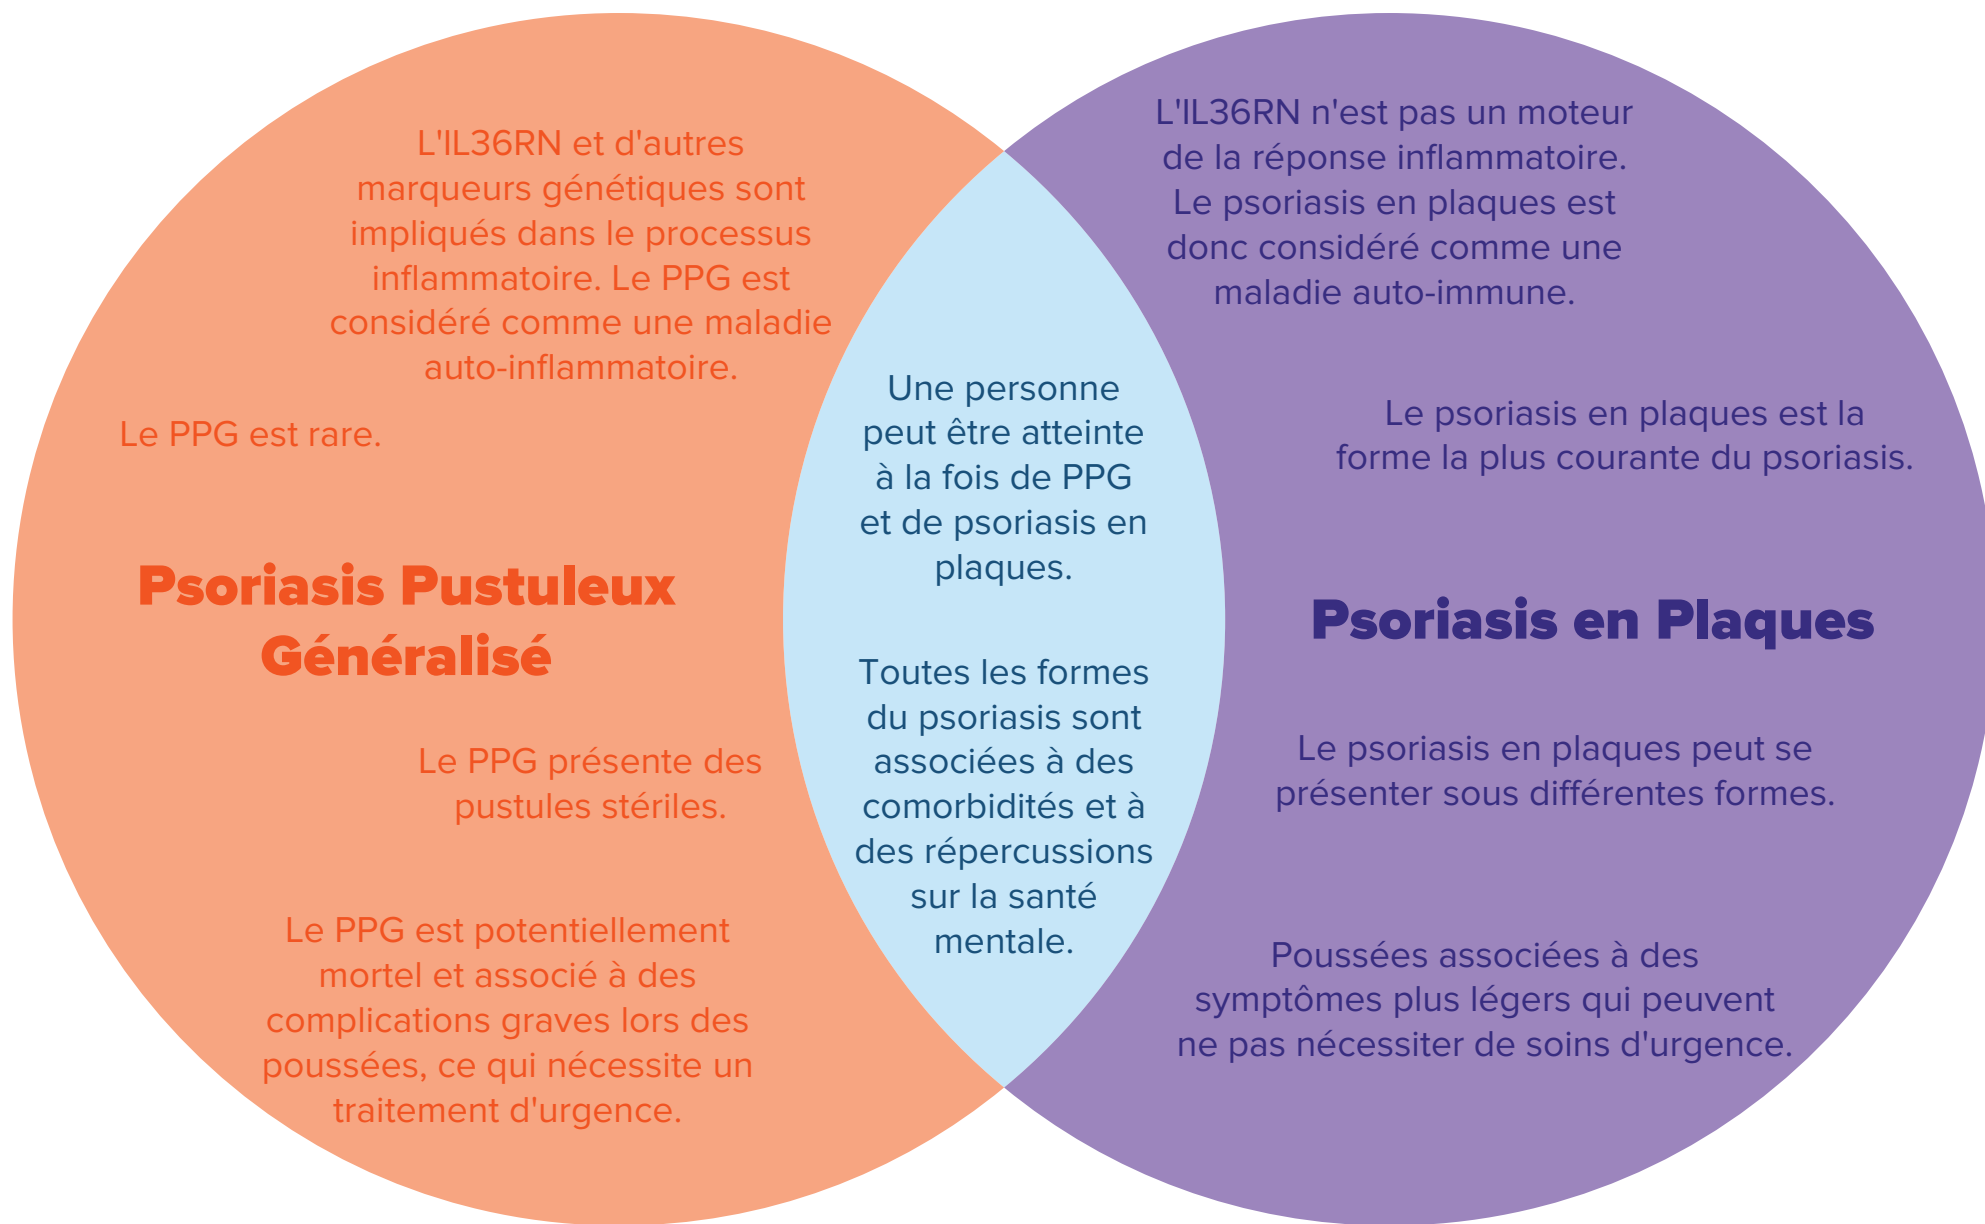 L'IL36RN et d'autres
marqueurs génétiques sont
impliqués dans le processus
inflammatoire. Le PPG est
considéré comme une maladie
auto-inflammatoire.
Le PPG est rare.
Psoriasis Pustuleux
Généralisé
Le PPG présente des
pustules stériles.
Le PPG est potentiellement
mortel et associé à des
complications graves lors des
poussées, ce qui nécessite un
traitement d'urgence.
Une personne
peut être atteinte
à la fois de PPG
et de psoriasis en
plaques.
Toutes les formes
du psoriasis sont
associées à des
comorbidités et à
des répercussions
sur la santé
mentale.
L'IL36RN n'est pas un moteur
de la réponse inflammatoire.
Le psoriasis en plaques est
donc considéré comme une
maladie auto-immune.
Le psoriasis en plaques est la
forme la plus courante du psoriasis.
Psoriasis en Plaques
Le psoriasis en plaques peut se
présenter sous différentes formes.
Poussées associées à des
symptômes plus légers qui peuvent
ne pas nécessiter de soins d'urgence.